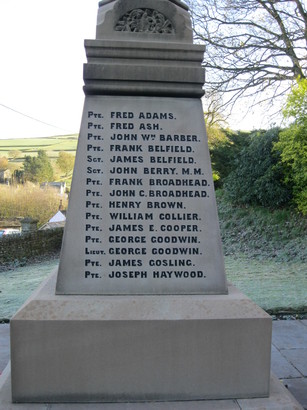 Pte. FRED ADAMS.
Pte. FRED ASH.
Pte. JOHN Wm BARBER.
Pte. FRANK BELFIELD.
Sgt. JAMES BELFIELD.
Sgt. JOHN BERRY. M.M.
Pte. FRANK BROADHEAD.
Pte. JOHN C. BROADHEAD.
Pte. HENRY BROWN.
Pte. WILLIAM COLLIER.
Pte. JAMES E. COOPER.
Pte. GEORGE GOODWIN.
Lieut. GEORGE GOODWIN.
Pte. JAMES GOSLING.
Pte. JOSEPH HAYWOOD.